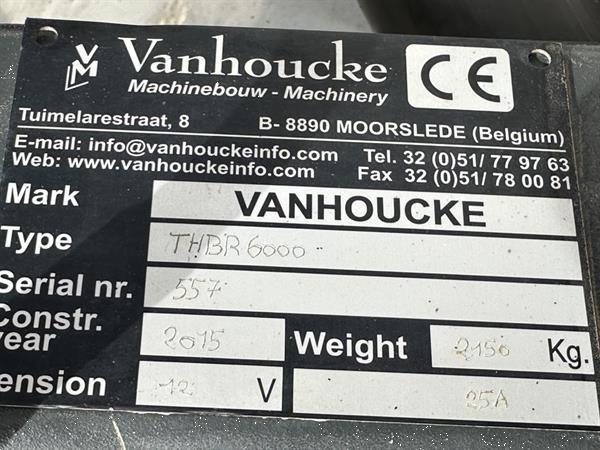 VM
Vanhoucke
CE
Machinebouw - Machinery
Tuimelarestraat, 8 B- 8890 MOORSLEDE (Belgium)
E-mail: info@vanhouckeinfo.com Tel. 32 (0)51/ 77 97 63
Web: www.vanhouckeinfo.com Fax 32 (0)51/ 78 00 81
Mark VANHOUCKE
Type THBR 6000
Serial nr. 557
Constr.
year 2015 Weight 2150 Kg.
ension 12 V 25A